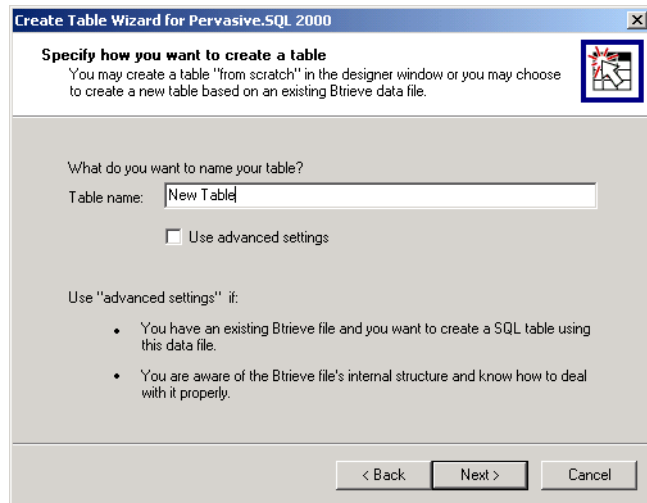 Create Table Wizard for Pervasive.SQL 2000
Specify how you want to create a table
You may create a table "from scratch" in the designer window or you may choose
to create a new table based on an existing Btrieve data file.
What do you want to name your table?
Table name: New Table
Use advanced settings
Use "advanced settings" if:
• You have an existing Btrieve file and you want to create a SQL table using
this data file.
• You are aware of the Btrieve file's internal structure and know how to deal
with it properly.
< Back Next > Cancel